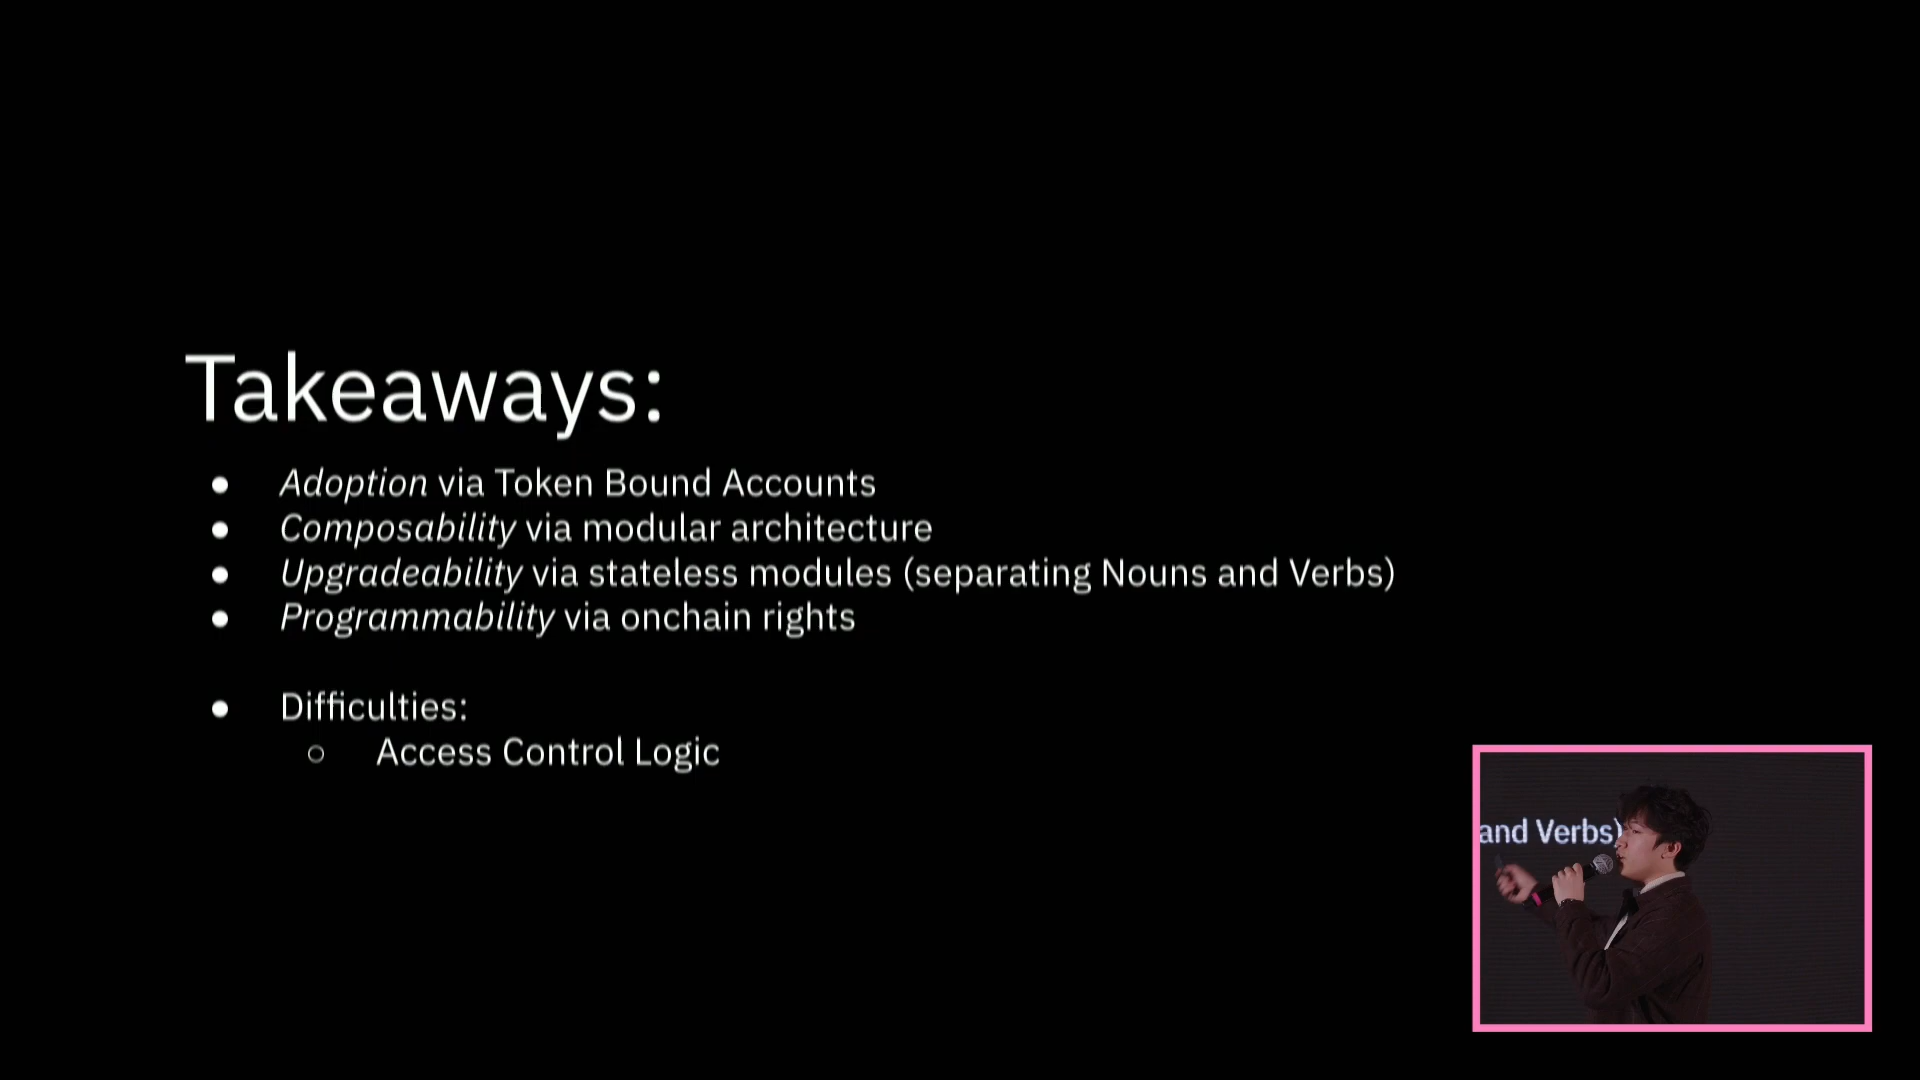 Takeaways:
● Adoption via Token Bound Accounts
● Composability via modular architecture
● Upgradeability via stateless modules (separating Nouns and Verbs)
● Programmability via onchain rights
● Difficulties:
○ Access Control Logic
and Verbs)